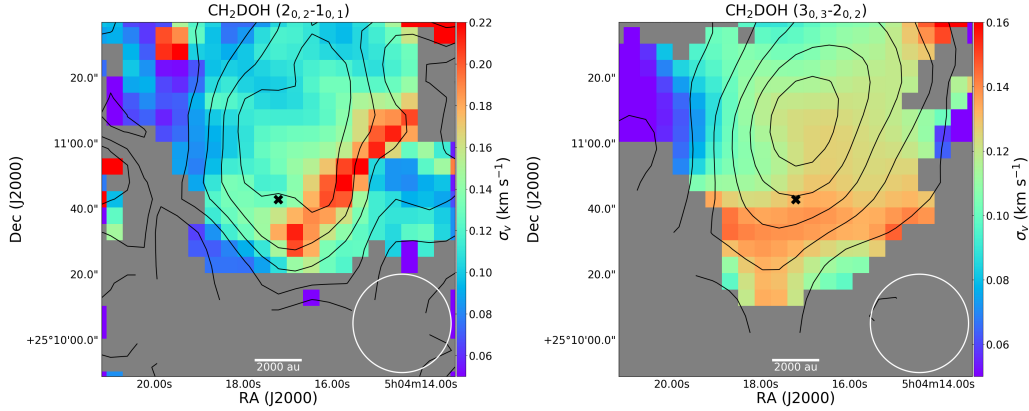 CH₂DOH (2₀,₂-1₀,₁)
Dec (J2000)
20.0"
11'00.0"
40.0"
20.0"
+25°10'00.0"
20.00s
18.00s
16.00s
5h04m14.00s
RA (J2000)
2000 au
0.22
0.20
0.18
0.16
0.14
0.12
0.10
0.08
0.06
σᵥ (km s⁻¹)
CH₂DOH (3₀,₃-2₀,₂)
Dec (J2000)
20.0"
11'00.0"
40.0"
20.0"
+25°10'00.0"
20.00s
18.00s
16.00s
5h04m14.00s
RA (J2000)
2000 au
0.16
0.14
0.12
0.10
0.08
0.06
σᵥ (km s⁻¹)